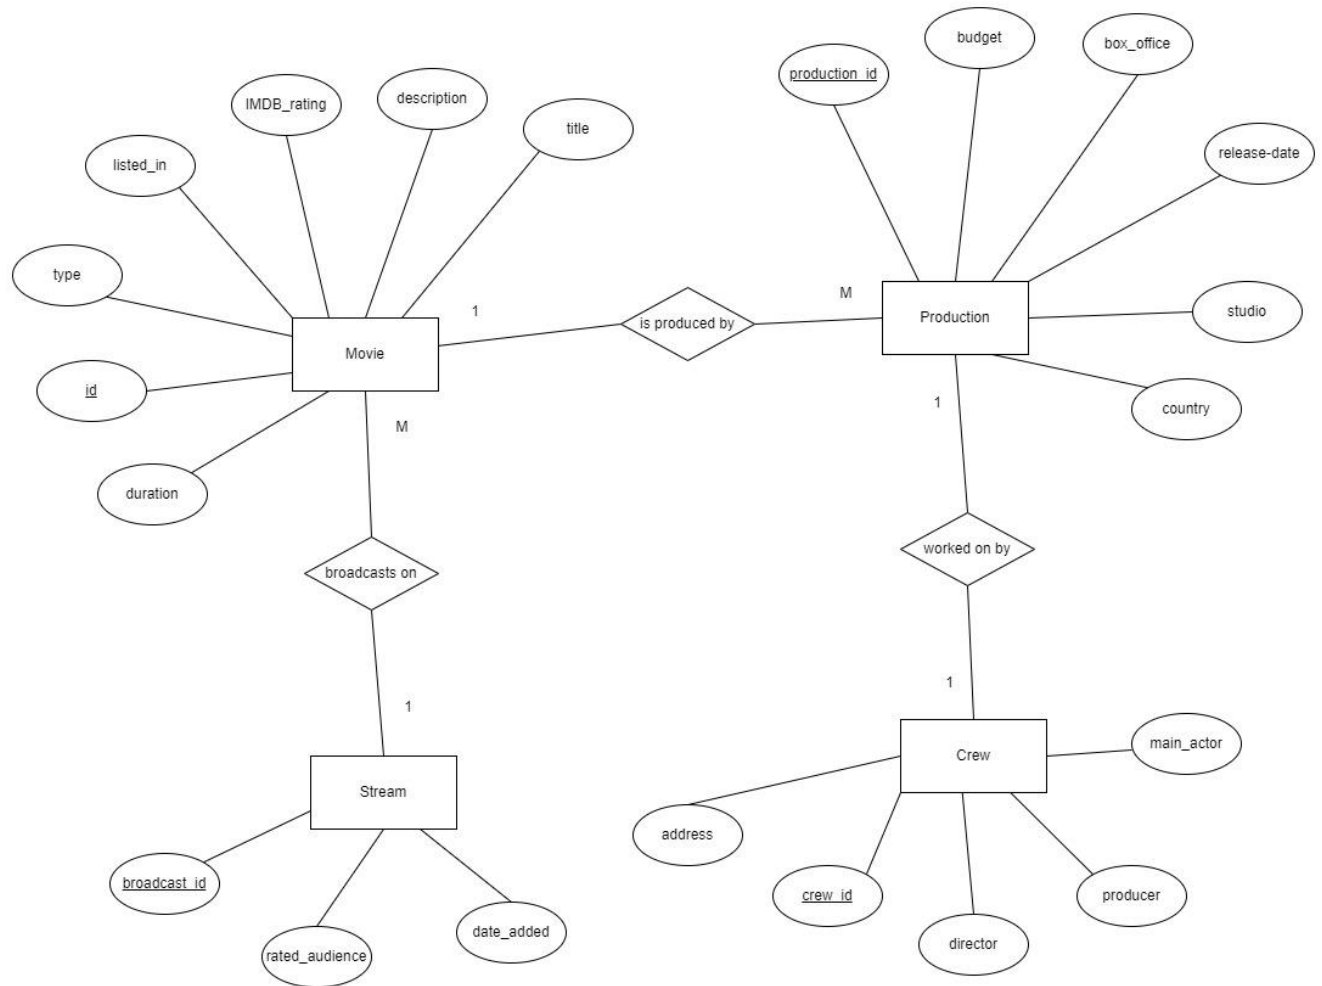 budget
box_office
production_id
IMDB_rating
description
title
listed_in
release-date
type
1
M
is produced by
Production
studio
Movie
id
country
M
1
duration
worked on by
broadcasts on
1
1
main_actor
Crew
Stream
address
broadcast_id
crew_id
producer
date_added
director
rated_audience